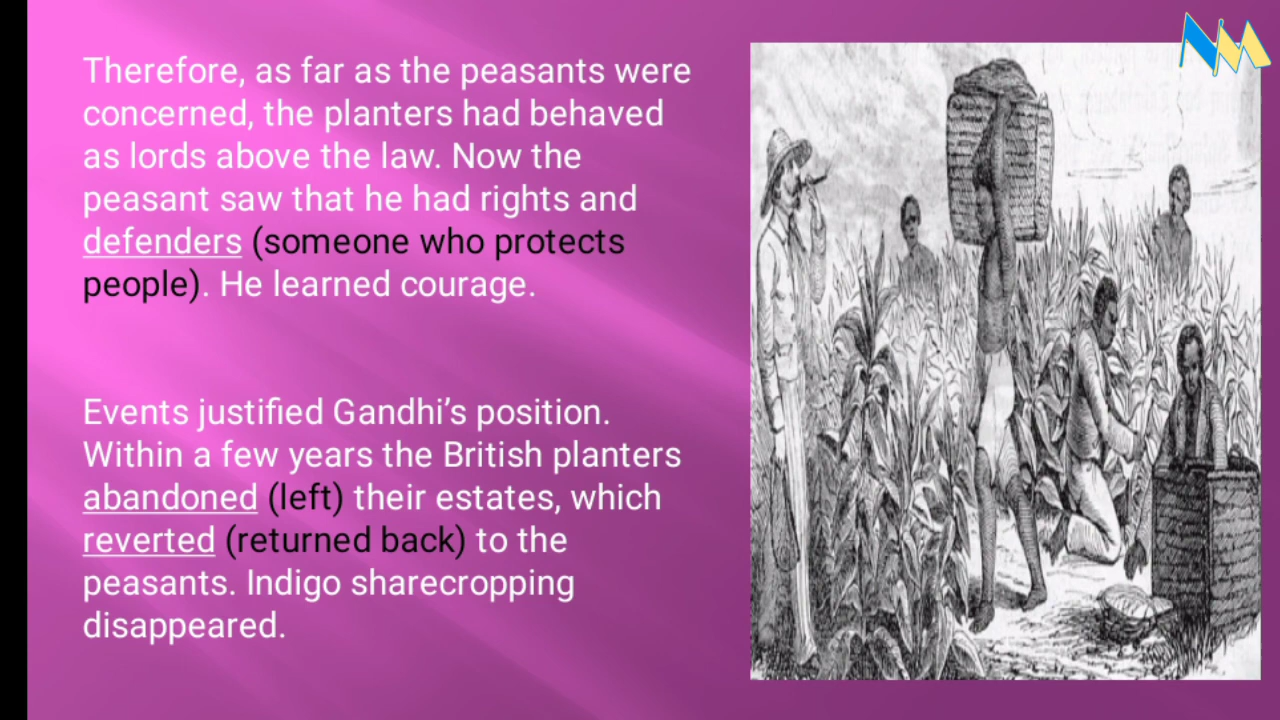 Therefore, as far as the peasants were
concerned, the planters had behaved
as lords above the law. Now the
peasant saw that he had rights and
defenders (someone who protects
people). He learned courage.
Events justified Gandhi’s position.
Within a few years the British planters
abandoned (left) their estates, which
reverted (returned back) to the
peasants. Indigo sharecropping
disappeared.
NM